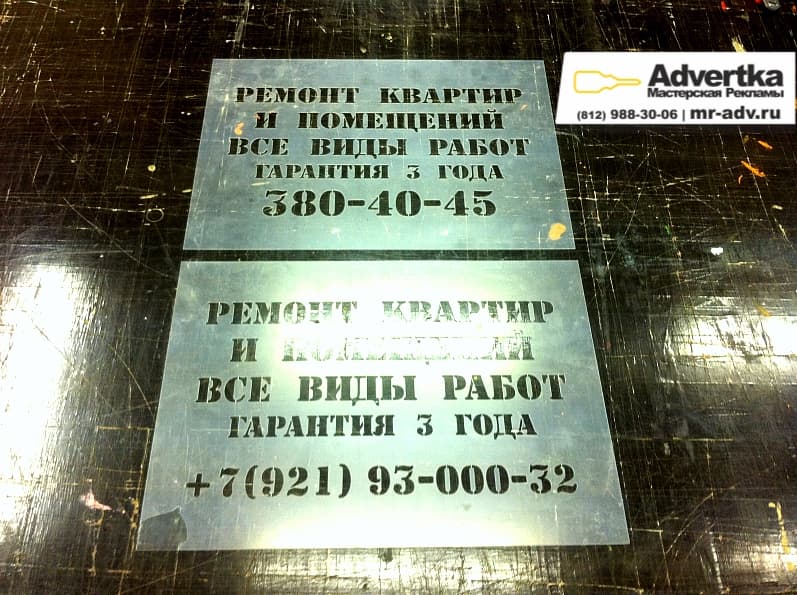 Advertka
Мастерская Рекламы
(812) 988-30-06 | mr-adv.ru
РЕМОНТ КВАРТИР
И ПОМЕЩЕНИЙ
ВСЕ ВИДЫ РАБОТ
ГАРАНТИЯ 3 ГОДА
380-40-45
РЕМОНТ КВАРТИР
И ПОМЕЩЕНИЙ
ВСЕ ВИДЫ РАБОТ
ГАРАНТИЯ 3 ГОДА
+7(921) 93-000-32